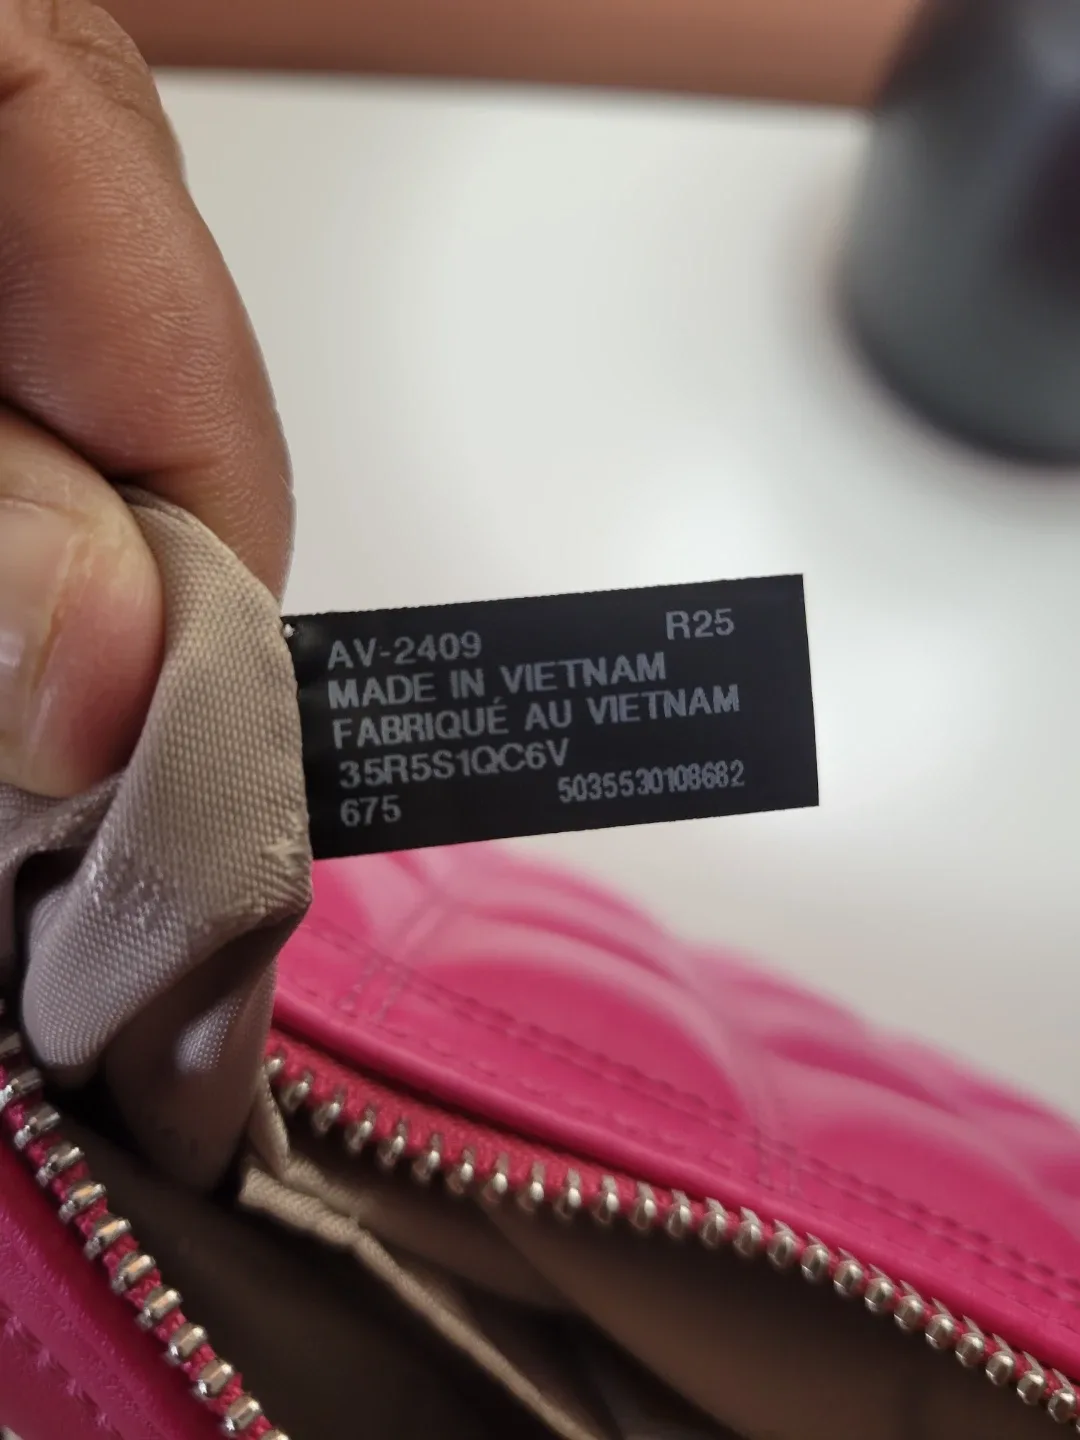 AV-2409 R25
MADE IN VIETNAM
FABRIQUÉ AU VIETNAM
35R5S1QC6V
675 5035530108682